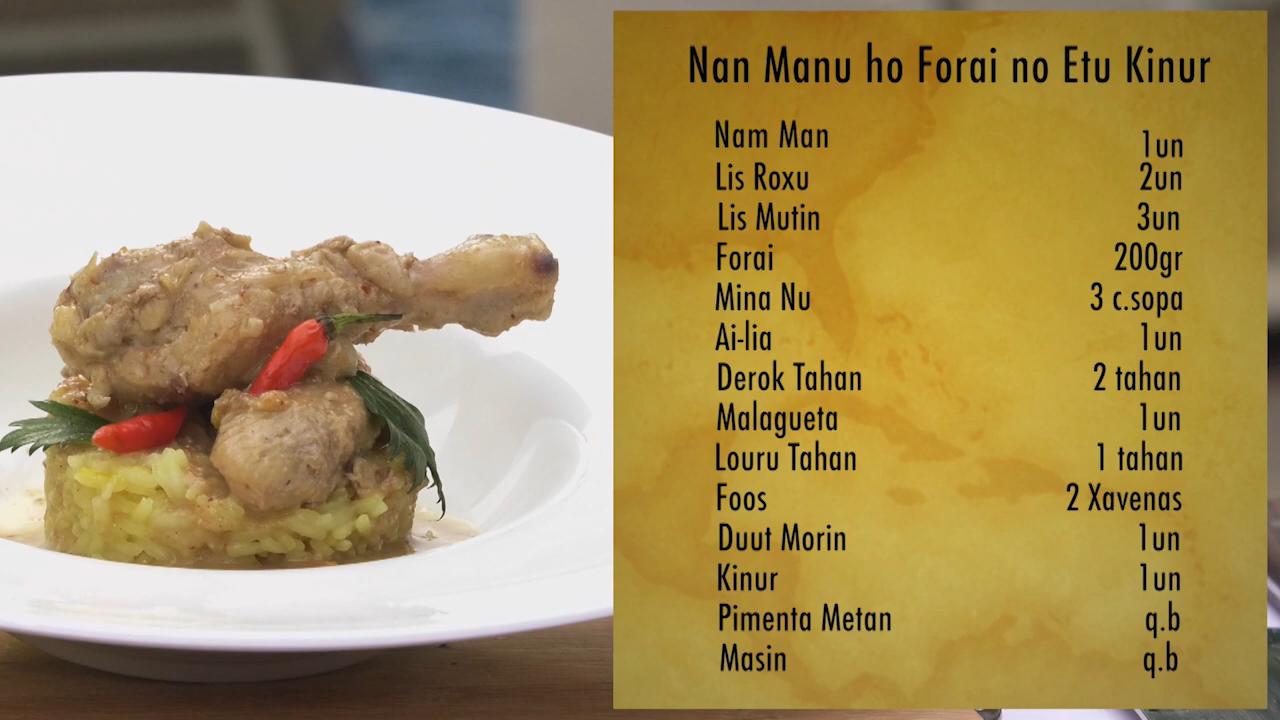 Nan Manu ho Forai no Etu Kinur
Nam Man 1un
Lis Roxu 2un
Lis Mutin 3un
Forai 200gr
Mina Nu 3 c.sopa
Ai-lia 1un
Derok Tahan 2 tahan
Malagueta 1un
Louru Tahan 1 tahan
Foos 2 Xavenas
Duut Morin 1un
Kinur 1un
Pimenta Metan q.b
Masin q.b